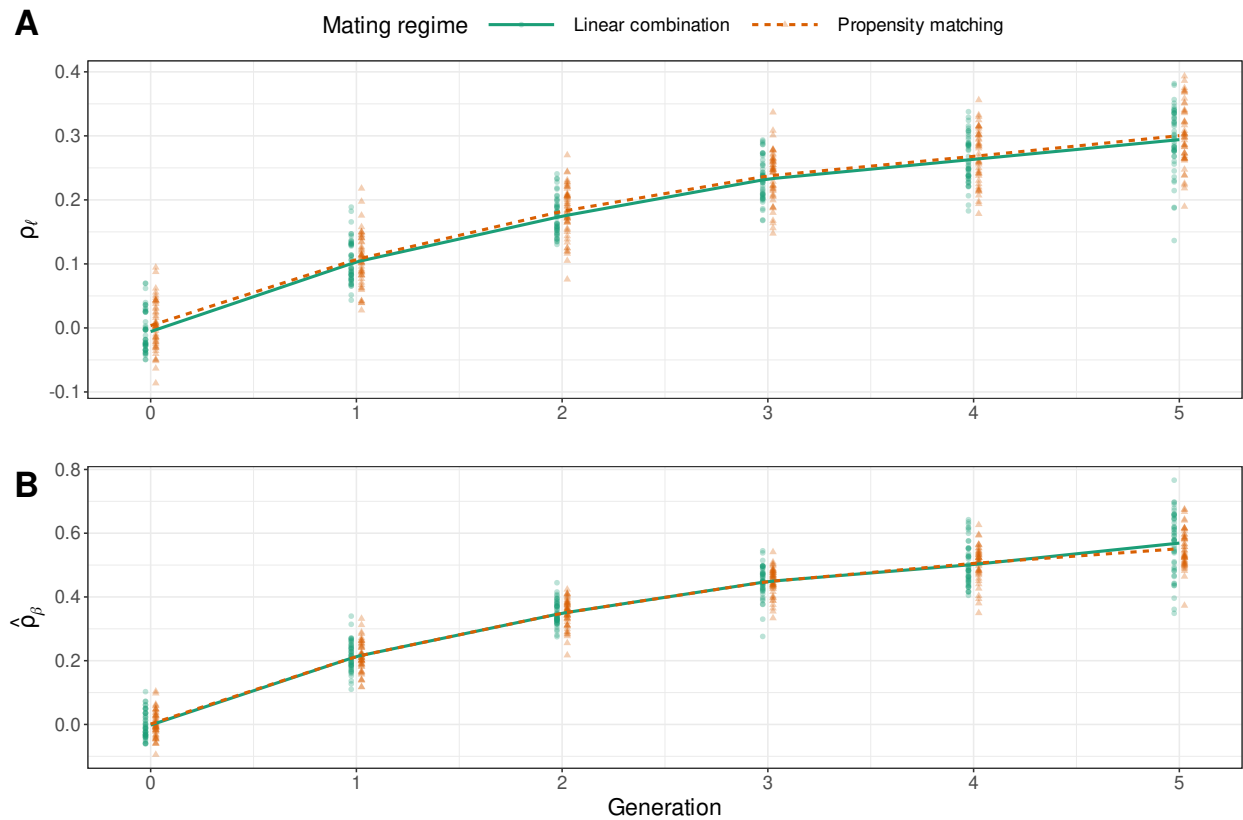 A
Mating regime Linear combination Propensity matching
ρℓ
0.4
0.3
0.2
0.1
0.0
-0.1
0 1 2 3 4 5
B
ρ̂β
0.8
0.6
0.4
0.2
0.0
0 1 2 3 4 5
Generation